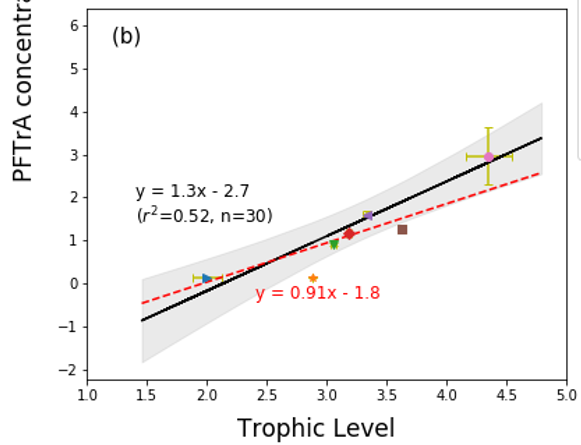 (b)
6
5
4
3
2
1
0
−1
−2
y = 1.3x - 2.7
(r²=0.52, n=30)
y = 0.91x - 1.8
1.0 1.5 2.0 2.5 3.0 3.5 4.0 4.5 5.0
Trophic Level
PFTrA